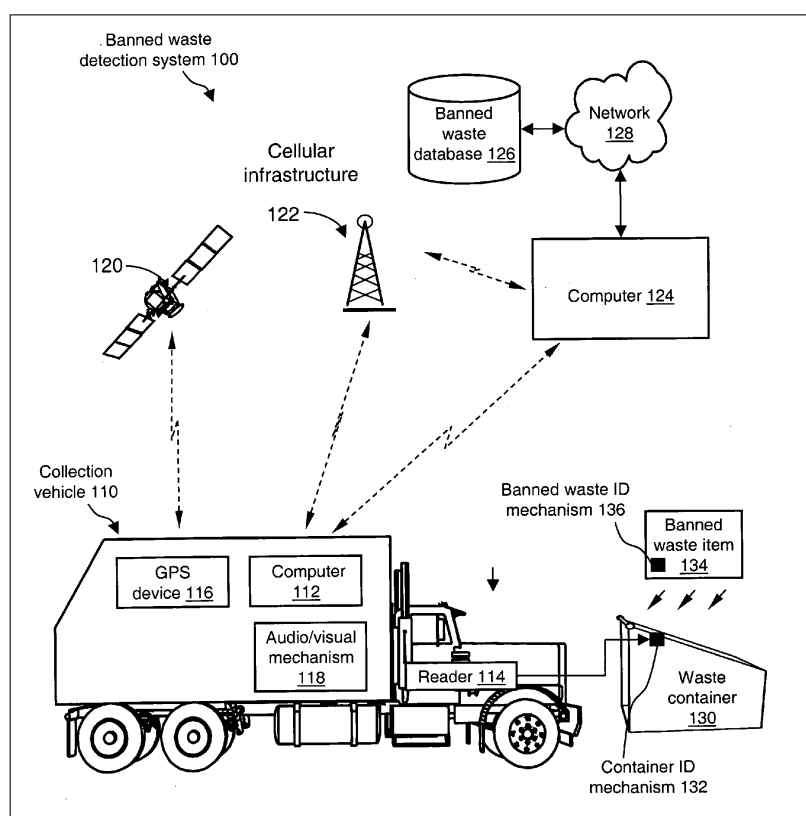 Banned waste
detection system 100
Banned
waste
database 126
Network
128
Cellular
infrastructure
122
120
Computer 124
Collection
vehicle 110
Banned waste ID
mechanism 136
Banned
waste item
134
GPS
device 116
Computer
112
Audio/visual
mechanism
118
Reader 114
Waste
container
130
Container ID
mechanism 132